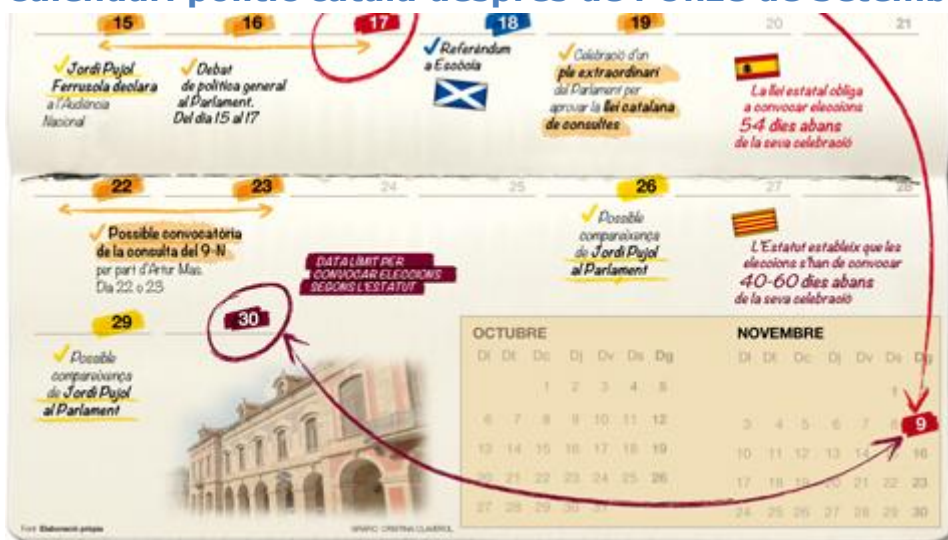 Calendari polític català després de l'Onze de Setemb
15 16 17 18 19 20 21
Jordi Pujol
Ferrusola declara
a l'Audiència
Nacional
Debat
de política general
al Parlament.
Del dia 15 al 17
Referèndum
a Escòcia
Celebració d'un
ple extraordinari
del Parlament per
aprovar la llei catalana
de consultes
La llei estatal obliga
a convocar eleccions
54 dies abans
de la seva celebració
22 23 24 25 26 27 28
Possible convocatòria
de la consulta del 9-N
per part d'Artur Mas.
Dia 22 o 23
DATA LÍMIT PER
CONVOCAR ELECCIONS
SEGONS L'ESTATUT
Possible
compareixença
de Jordi Pujol
al Parlament
L'Estatut estableix que les
eleccions s'han de convocar
40-60 dies abans
de la seva celebració
29 30
Possible
compareixença
de Jordi Pujol
al Parlament
OCTUBRE
Dl Dt Dc Dj Dv Ds Dg
1 2 3 4 5
6 7 8 9 10 11 12
13 14 15 16 17 18 19
20 21 22 23 24 25 26
27 28 29 30 31
NOVEMBRE
Dl Dt Dc Dj Dv Ds Dg
1
3 4 5 6 7 8 9
10 11 12 13 14 15 16
17 18 19 20 21 22 23
24 25 26 27 28 29 30
Font: Elaboració pròpia
GRÀFIC: CRISTINA CLAVEROL